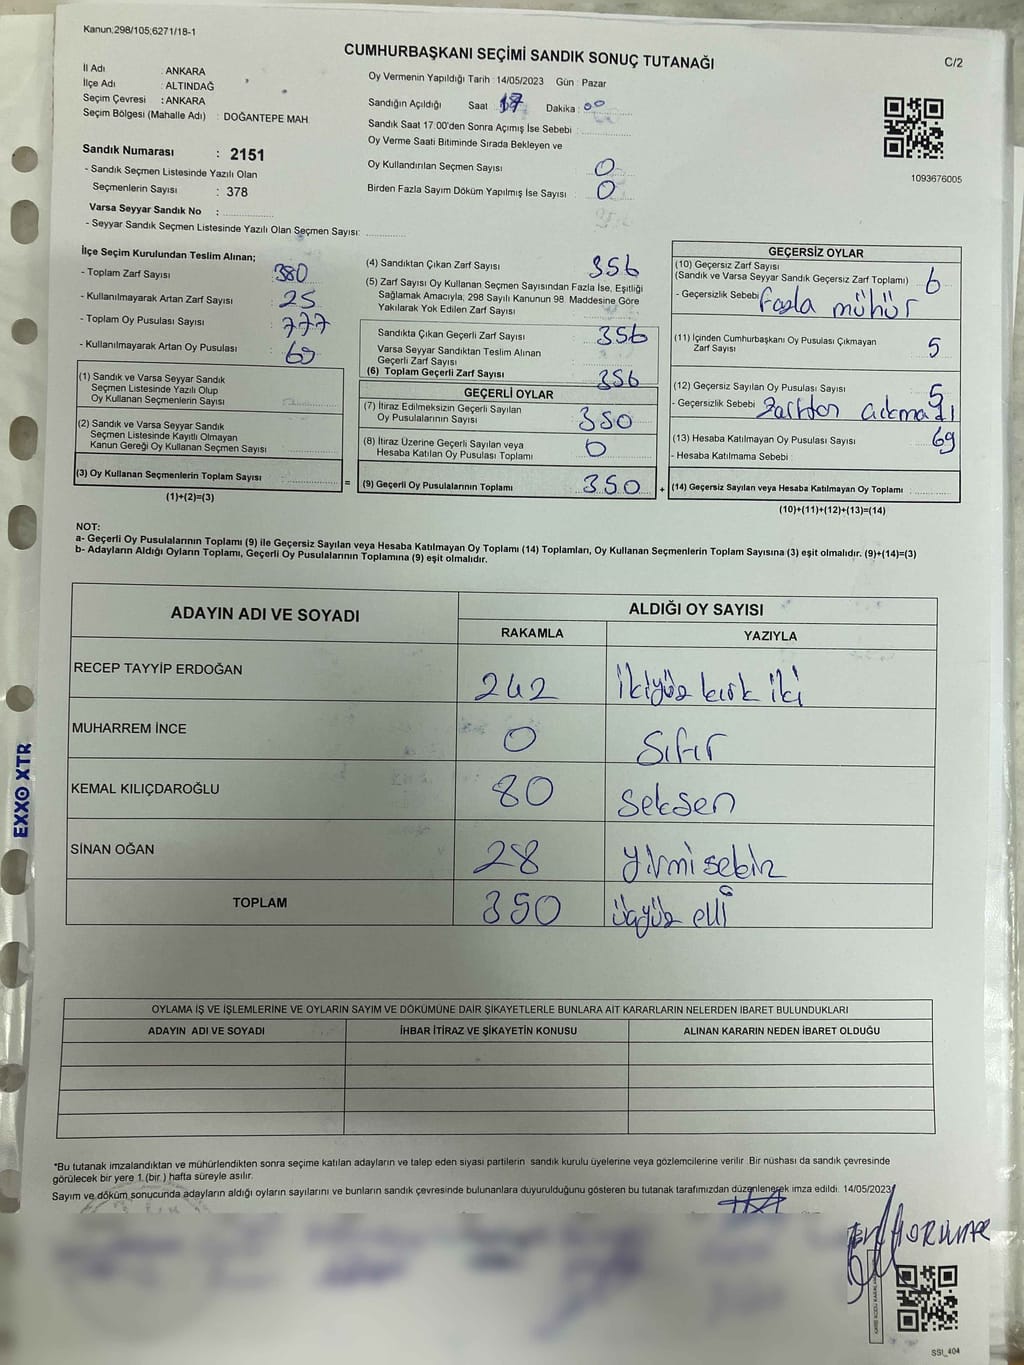 Kanun;298/105;6271/18-1
CUMHURBAŞKANI SEÇİMİ SANDIK SONUÇ TUTANAĞI
C/2
İl Adı : ANKARA
İlçe Adı : ALTINDAĞ
Seçim Çevresi : ANKARA
Seçim Bölgesi (Mahalle Adı) : DOĞANTEPE MAH
Oy Vermenin Yapıldığı Tarih : 14/05/2023 Gün : Pazar
Sandığın Açıldığı Saat 17 Dakika : 00
Sandık Saat 17:00'den Sonra Açımış İse Sebebi :
Oy Verme Saati Bitiminde Sırada Bekleyen ve
Oy Kullandırılan Seçmen Sayısı 0
Birden Fazla Sayım Döküm Yapılmış İse Sayısı : 0
1093676005
Sandık Numarası : 2151
- Sandık Seçmen Listesinde Yazılı Olan
Seçmenlerin Sayısı : 378
Varsa Seyyar Sandık No :
- Seyyar Sandık Seçmen Listesinde Yazılı Olan Seçmen Sayısı:
İlçe Seçim Kurulundan Teslim Alınan;
- Toplam Zarf Sayısı 380
- Kullanılmayarak Artan Zarf Sayısı 25
- Toplam Oy Pusulası Sayısı 777
- Kullanılmayarak Artan Oy Pusulası 69
(1) Sandık ve Varsa Seyyar Sandık
Seçmen Listesinde Yazılı Olup
Oy Kullanan Seçmenlerin Sayısı
(2) Sandık ve Varsa Seyyar Sandık
Seçmen Listesinde Kayıtlı Olmayan
Kanun Gereği Oy Kullanan Seçmen Sayısı
(3) Oy Kullanan Seçmenlerin Toplam Sayısı
=
(1)+(2)=(3)
(4) Sandıktan Çıkan Zarf Sayısı 356
(5) Zarf Sayısı Oy Kullanan Seçmen Sayısından Fazla İse, Eşitliği
Sağlamak Amacıyla, 298 Sayılı Kanunun 98. Maddesine Göre
Yakılarak Yok Edilen Zarf Sayısı
Sandıkta Çıkan Geçerli Zarf Sayısı 356
Varsa Seyyar Sandıktan Teslim Alınan
Geçerli Zarf Sayısı
(6) Toplam Geçerli Zarf Sayısı 356
GEÇERLİ OYLAR
(7) İtiraz Edilmeksizin Geçerli Sayılan
Oy Pusulalarının Sayısı 350
(8) İtiraz Üzerine Geçerli Sayılan veya
Hesaba Katılan Oy Pusulası Toplamı 0
(9) Geçerli Oy Pusulalarının Toplamı 350
+
GEÇERSİZ OYLAR
(10) Geçersiz Zarf Sayısı
(Sandık ve Varsa Seyyar Sandık Geçersiz Zarf Toplamı) 6
- Geçersizlik Sebebi fazla mühür
(11) İçinden Cumhurbaşkanı Oy Pusulası Çıkmayan
Zarf Sayısı 5
(12) Geçersiz Sayılan Oy Pusulası Sayısı 5
- Geçersizlik Sebebi zarftan çıkmadı
(13) Hesaba Katılmayan Oy Pusulası Sayısı 69
- Hesaba Katılmama Sebebi :
(14) Geçersiz Sayılan veya Hesaba Katılmayan Oy Toplamı
(10)+(11)+(12)+(13)=(14)
NOT:
a- Geçerli Oy Pusulalarının Toplamı (9) ile Geçersiz Sayılan veya Hesaba Katılmayan Oy Toplamı (14) Toplamları, Oy Kullanan Seçmenlerin Toplam Sayısına (3) eşit olmalıdır. (9)+(14)=(3)
b- Adayların Aldığı Oyların Toplamı, Geçerli Oy Pusulalarının Toplamına (9) eşit olmalıdır.
ADAYIN ADI VE SOYADI
ALDIĞI OY SAYISI
RAKAMLA YAZIYLA
RECEP TAYYİP ERDOĞAN 242 ikiyüz kırk iki
MUHARREM İNCE 0 Sıfır
KEMAL KILIÇDAROĞLU 80 seksen
SİNAN OĞAN 28 yirmi sekiz
TOPLAM 350 üçyüz elli
OYLAMA İŞ VE İŞLEMLERİNE VE OYLARIN SAYIM VE DÖKÜMÜNE DAİR ŞİKAYETLERLE BUNLARA AİT KARARLARIN NELERDEN İBARET BULUNDUKLARI
ADAYIN ADI VE SOYADI İHBAR İTİRAZ VE ŞİKAYETİN KONUSU ALINAN KARARIN NEDEN İBARET OLDUĞU
*Bu tutanak imzalandıktan ve mühürlendikten sonra seçime katılan adayların ve talep eden siyasi partilerin sandık kurulu üyelerine veya gözlemcilerine verilir. Bir nüshası da sandık çevresinde
görülecek bir yere 1.(bir ) hafta süreyle asılır.
Sayım ve döküm sonucunda adayların aldığı oyların sayılarını ve bunların sandık çevresinde bulunanlara duyurulduğunu gösteren bu tutanak tarafımızdan düzenlenerek imza edildi. 14/05/2023
SSI_404
EXXO XTR